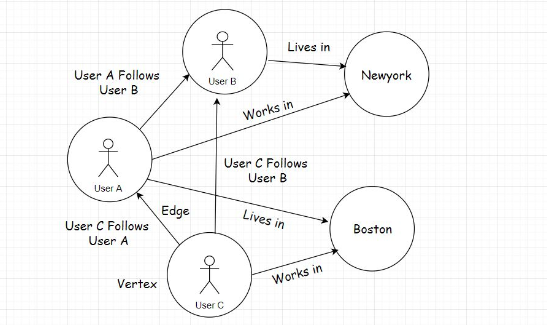 User B
Lives in
Newyork
User A Follows
User B
Works in
User A
User C Follows
User B
User C Follows
User A
Edge
Lives in
Boston
Works in
Vertex
User C